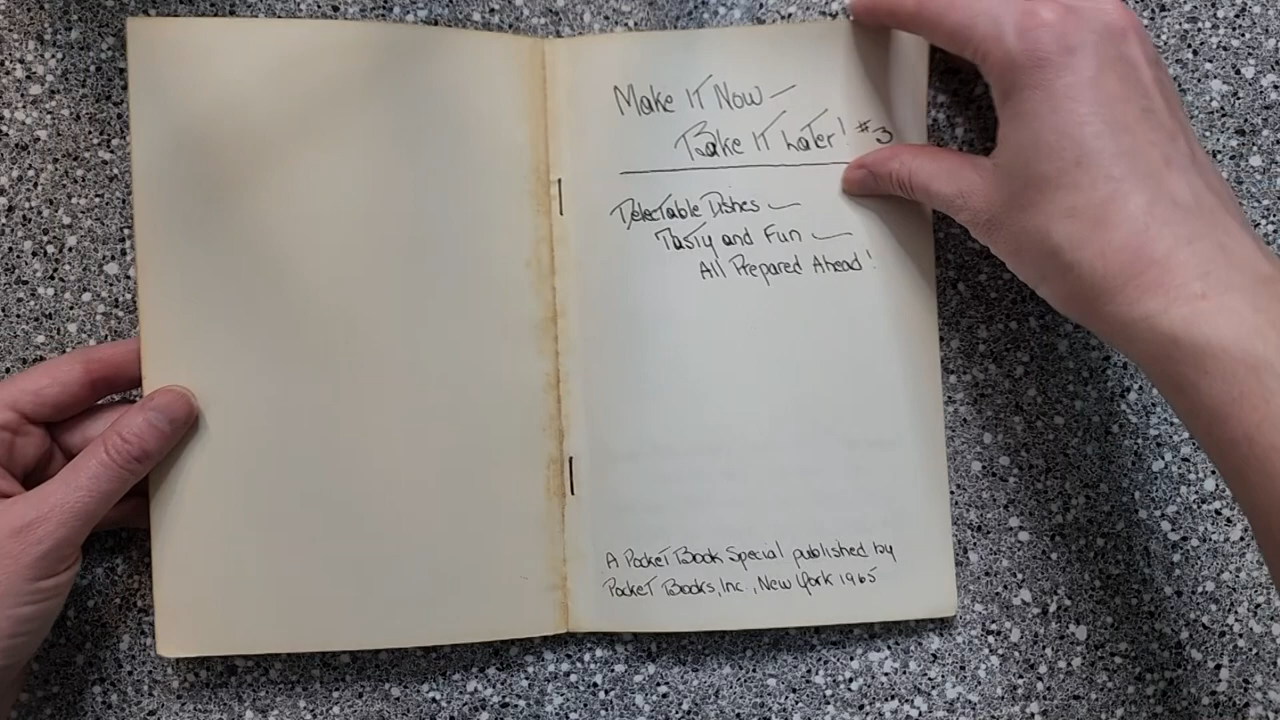 Make It Now —
Bake It Later! #3
Delectable Dishes —
Tasty and Fun —
All Prepared Ahead!
A Pocket Book Special published by
Pocket Books, Inc., New York 1965